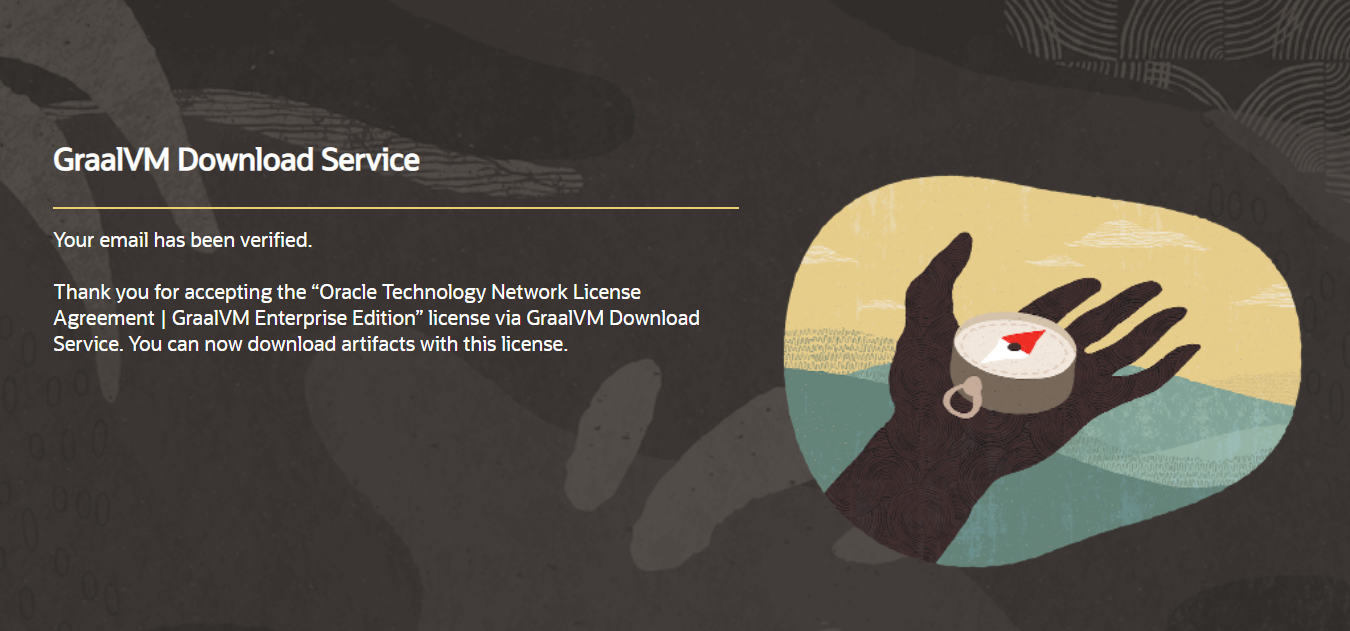 GraalVM Download Service
Your email has been verified.
Thank you for accepting the “Oracle Technology Network License
Agreement | GraalVM Enterprise Edition” license via GraalVM Download
Service. You can now download artifacts with this license.